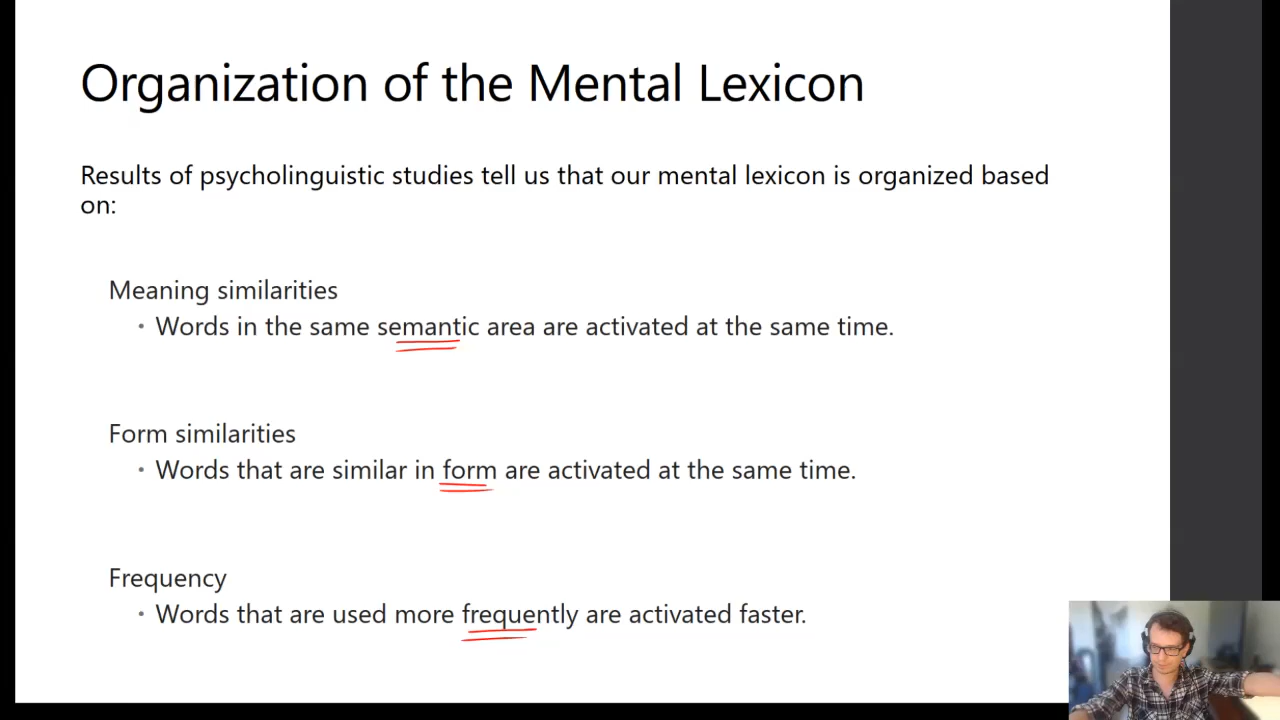 Organization of the Mental Lexicon
Results of psycholinguistic studies tell us that our mental lexicon is organized based
on:
Meaning similarities
• Words in the same semantic area are activated at the same time.
Form similarities
• Words that are similar in form are activated at the same time.
Frequency
• Words that are used more frequently are activated faster.